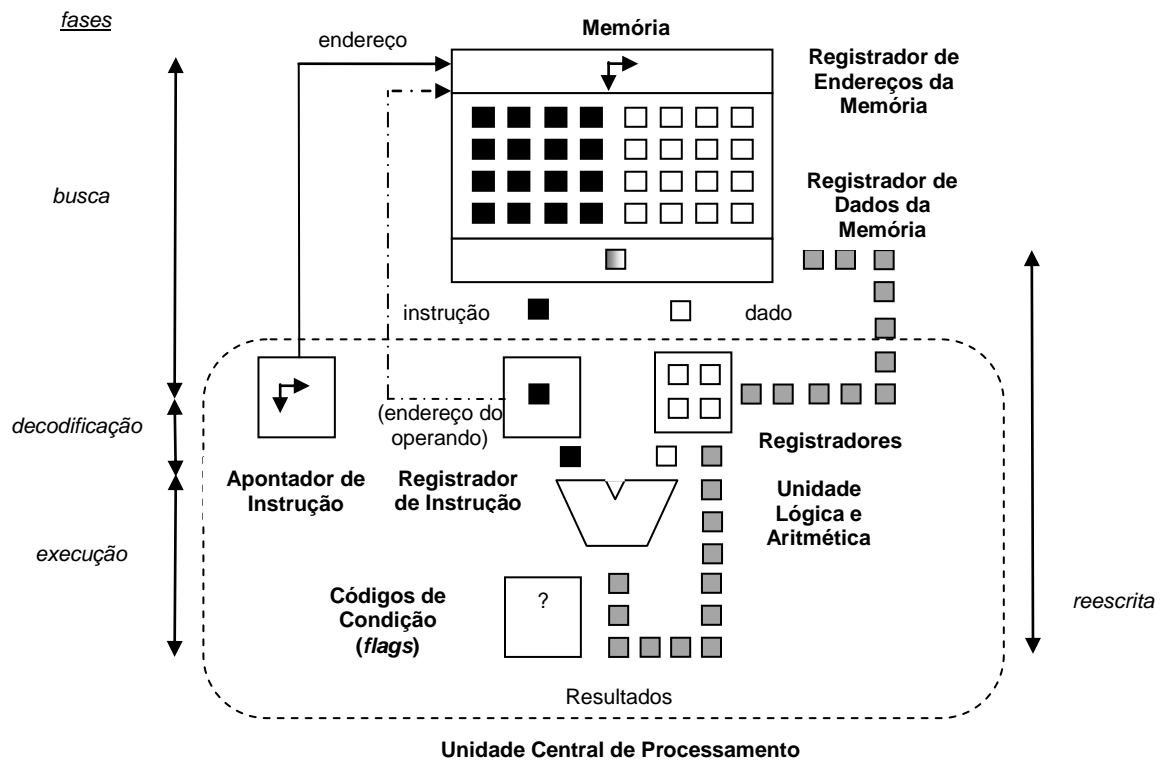 fases
Memória
endereço
Registrador de
Endereços da
Memória
busca
Registrador de
Dados da
Memória
instrução
dado
decodificação
(endereço do
operando)
Registradores
Apontador de
Instrução
Registrador
de Instrução
Unidade
Lógica e
Aritmética
execução
Códigos de
Condição
(flags)
?
reescrita
Resultados
Unidade Central de Processamento